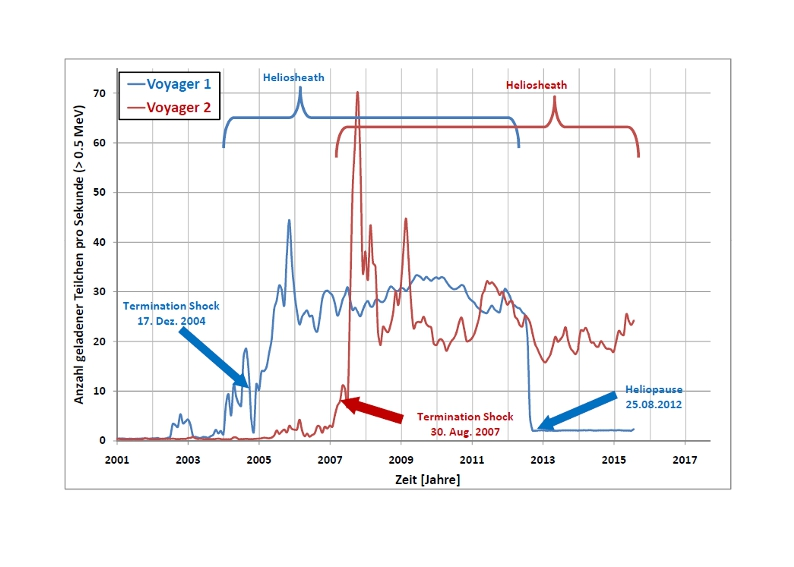 Voyager 1
Voyager 2
Heliosheath
Heliosheath
Anzahl geladener Teilchen pro Sekunde (> 0.5 MeV)
70
60
50
40
30
20
10
0
Termination Shock
17. Dez. 2004
Termination Shock
30. Aug. 2007
Heliopause
25.08.2012
2001 2003 2005 2007 2009 2011 2013 2015 2017
Zeit [Jahre]